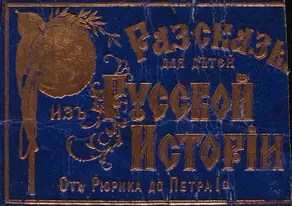 Разсказы
для дѣтей
изъ Русской
Исторіи
Отъ Рюрика до Петра I го